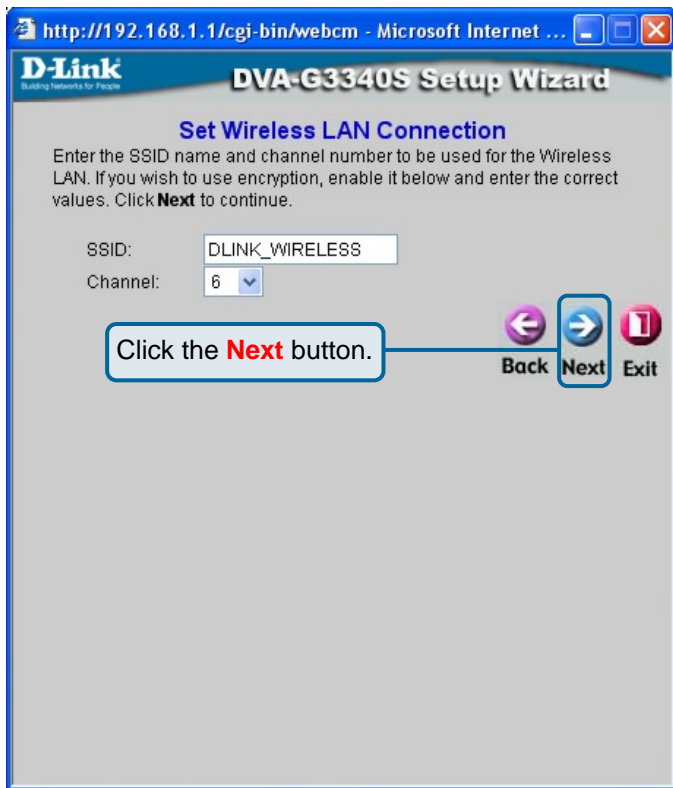 http://192.168.1.1/cgi-bin/webcm - Microsoft Internet ...
D-Link
Building Networks for People
DVA-G3340S Setup Wizard
Set Wireless LAN Connection
Enter the SSID name and channel number to be used for the Wireless
LAN. If you wish to use encryption, enable it below and enter the correct
values. Click Next to continue.
SSID: DLINK_WIRELESS
Channel: 6
Click the Next button.
Back Next Exit